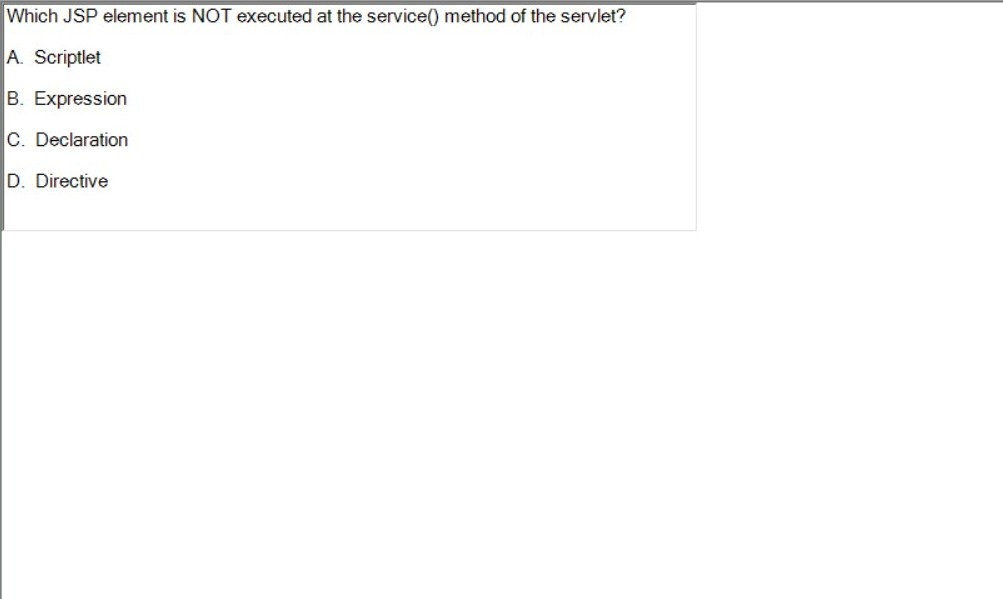 Which JSP element is NOT executed at the service() method of the servlet?
A. Scriptlet
B. Expression
C. Declaration
D. Directive